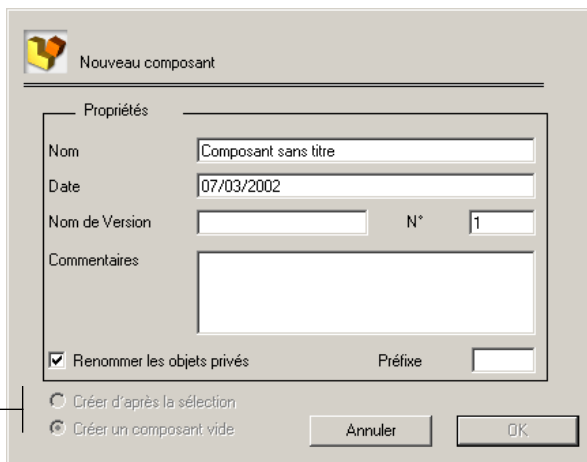 Nouveau composant
Propriétés
Nom
Composant sans titre
Date
07/03/2002
Nom de Version
N°
1
Commentaires
Renommer les objets privés
Préfixe
Créer d'après la sélection
Créer un composant vide
Annuler
OK